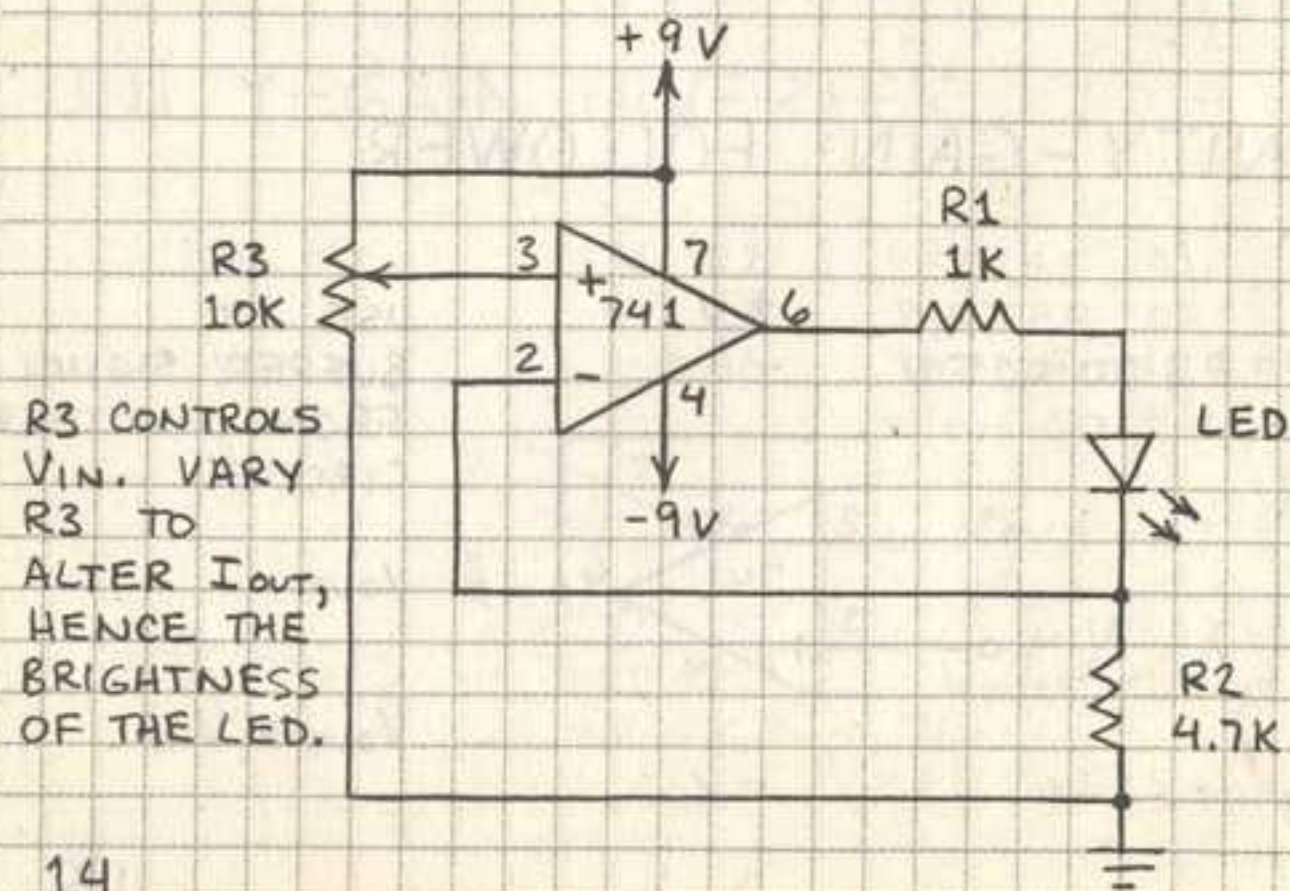 +9V
R1
1K
R3
10K
3
7
+
741
6
2
-
4
-9V
LED
R3 CONTROLS
VIN. VARY
R3 TO
ALTER IOUT,
HENCE THE
BRIGHTNESS
OF THE LED.
R2
4.7K
14